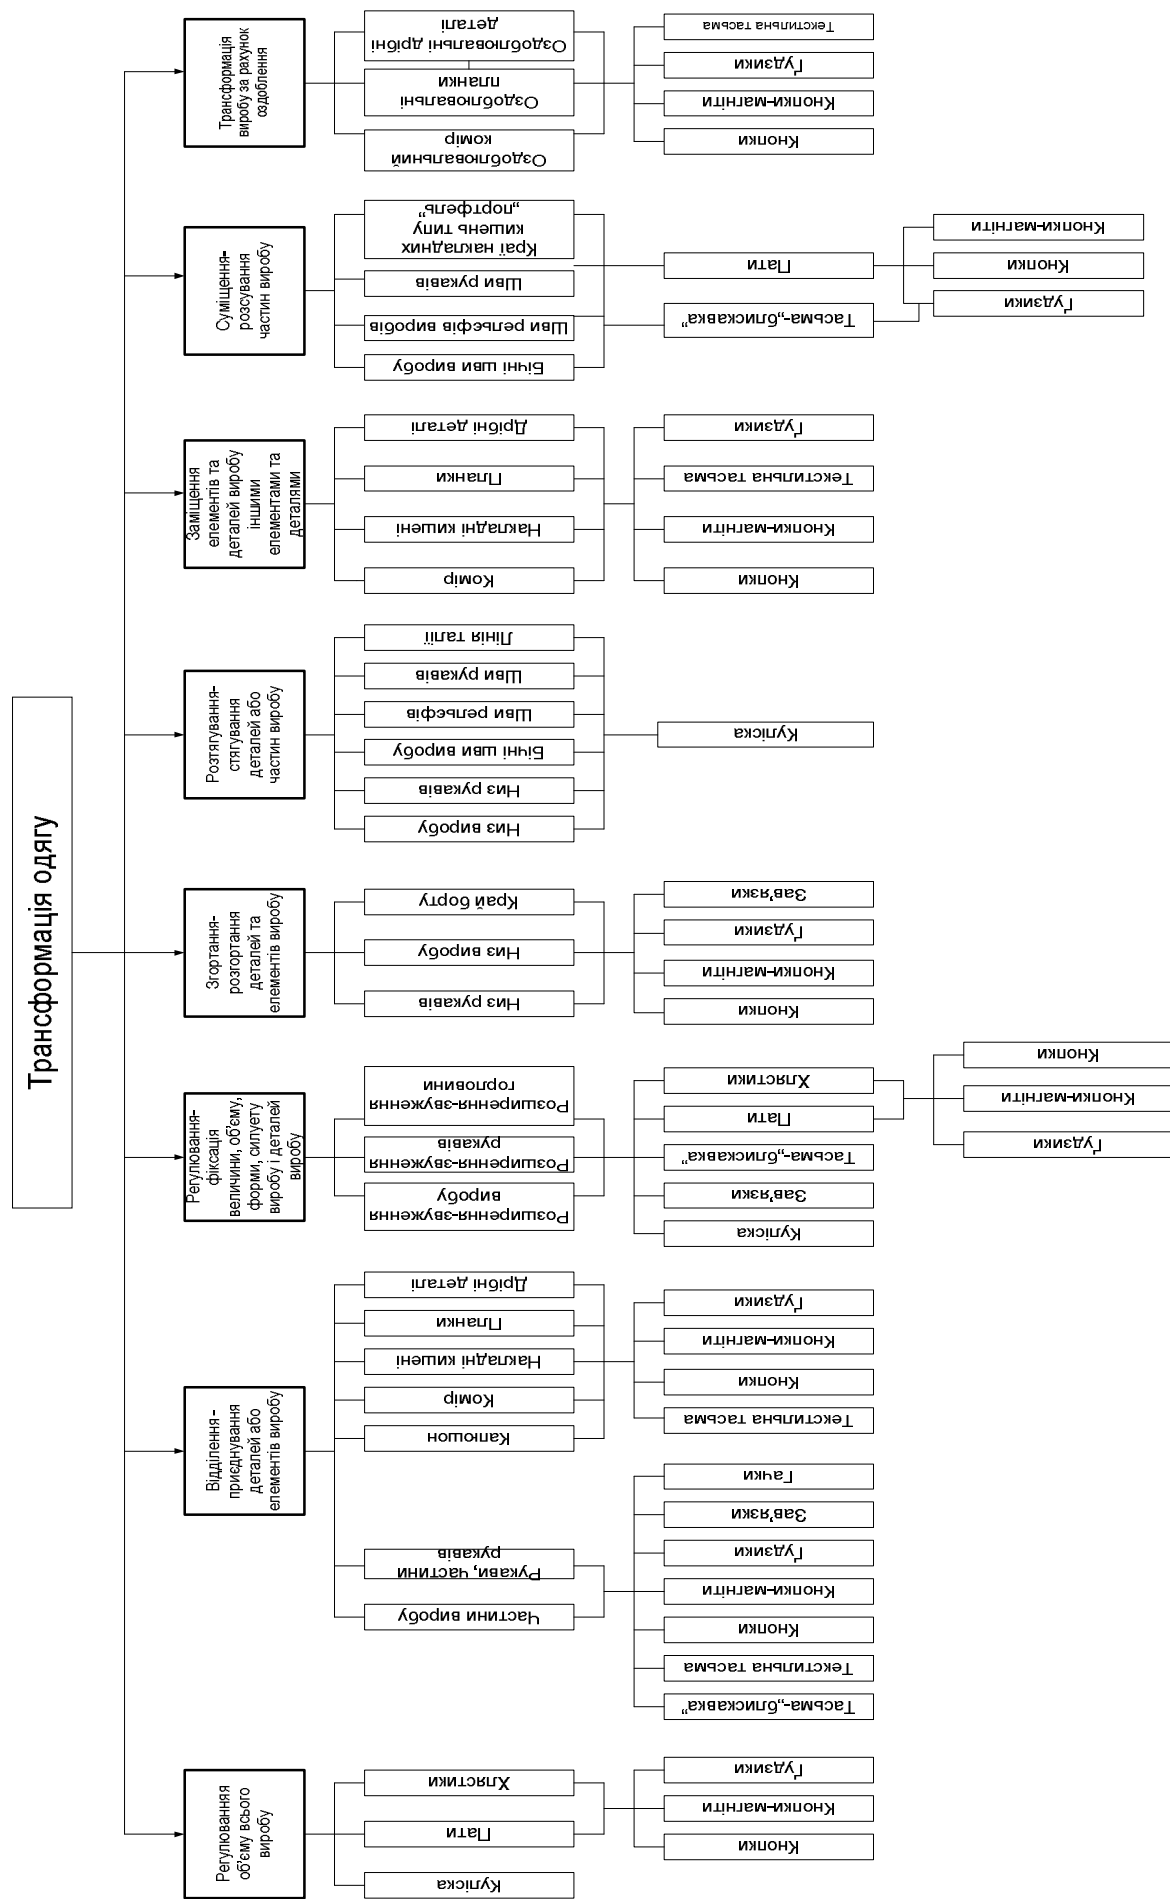 Трансформація одягу
Трансформація
виробу за рахунок
оздоблення
Оздоблювальні дрібні
деталі
Оздоблювальні
планки
Оздоблювальний
комір
Текстильна тасьма
Ґудзики
Кнопки-магніти
Кнопки
Суміщення-
розсування
частин виробу
Краї накладних
кишень типу
„портфель”
Шви рукавів
Шви рельєфів виробів
Бічні шви виробу
Пати
Тасьма-„блискавка”
Кнопки-магніти
Кнопки
Ґудзики
Заміщення
елементів та
деталей виробу
іншими
елементами та
деталями
Дрібні деталі
Планки
Накладні кишені
Комір
Ґудзики
Текстильна тасьма
Кнопки-магніти
Кнопки
Розтягування-
стягування
деталей або
частин виробу
Лінія талії
Шви рукавів
Шви рельєфів
Бічні шви виробу
Низ рукавів
Низ виробу
Куліска
Згортання-
розгортання
деталей та
елементів виробу
Край борту
Низ виробу
Низ рукавів
Зав’язки
Ґудзики
Кнопки-магніти
Кнопки
Регулювання-
фіксація
величини, об’єму,
форми, силуету
виробу і деталей
виробу
Розширення-звуження
горловини
Розширення-звуження
рукавів
Розширення-звуження
виробу
Хлястики
Пати
Тасьма-„блискавка”
Зав’язки
Куліска
Кнопки
Кнопки-магніти
Ґудзики
Відділення -
приєднування
деталей або
елементів виробу
Дрібні деталі
Планки
Накладні кишені
Комір
Капюшон
Рукави, частини
рукавів
Частини виробу
Ґудзики
Кнопки-магніти
Кнопки
Текстильна тасьма
Гачки
Зав’язки
Ґудзики
Кнопки-магніти
Кнопки
Текстильна тасьма
Тасьма-„блискавка”
Регулюванняя
об’єму всього
виробу
Хлястики
Пати
Куліска
Ґудзики
Кнопки-магніти
Кнопки